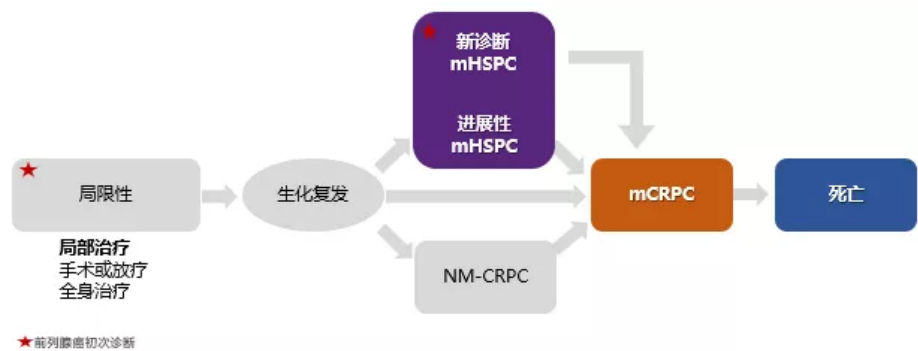 新诊断
mHSPC
进展性
mHSPC
局限性
生化复发
mCRPC
死亡
局部治疗
手术或放疗
全身治疗
NM-CRPC
前列腺癌初次诊断